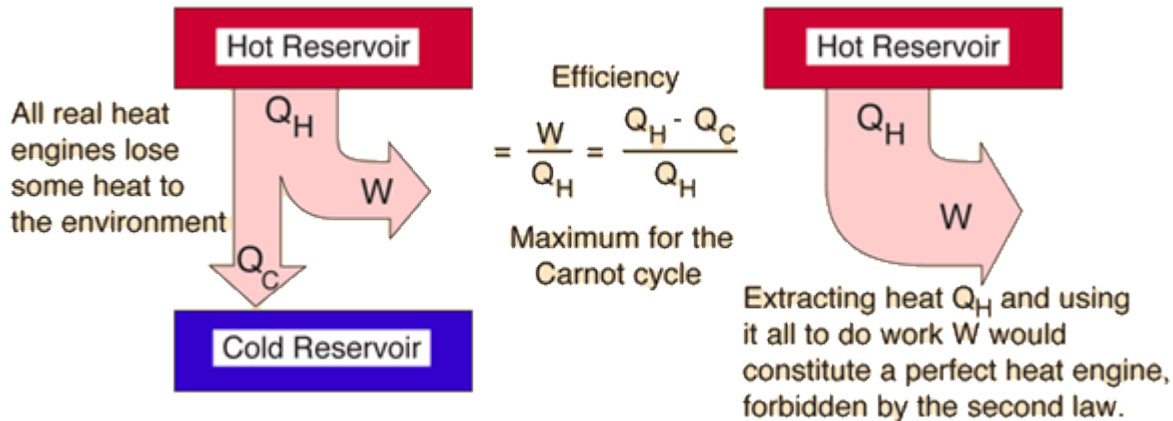 Hot Reservoir
All real heat
engines lose
some heat to
the environment
Q_H
W
Q_C
Cold Reservoir
Efficiency
= W/Q_H = (Q_H - Q_C)/Q_H
Maximum for the
Carnot cycle
Hot Reservoir
Q_H
W
Extracting heat Q_H and using
it all to do work W would
constitute a perfect heat engine,
forbidden by the second law.